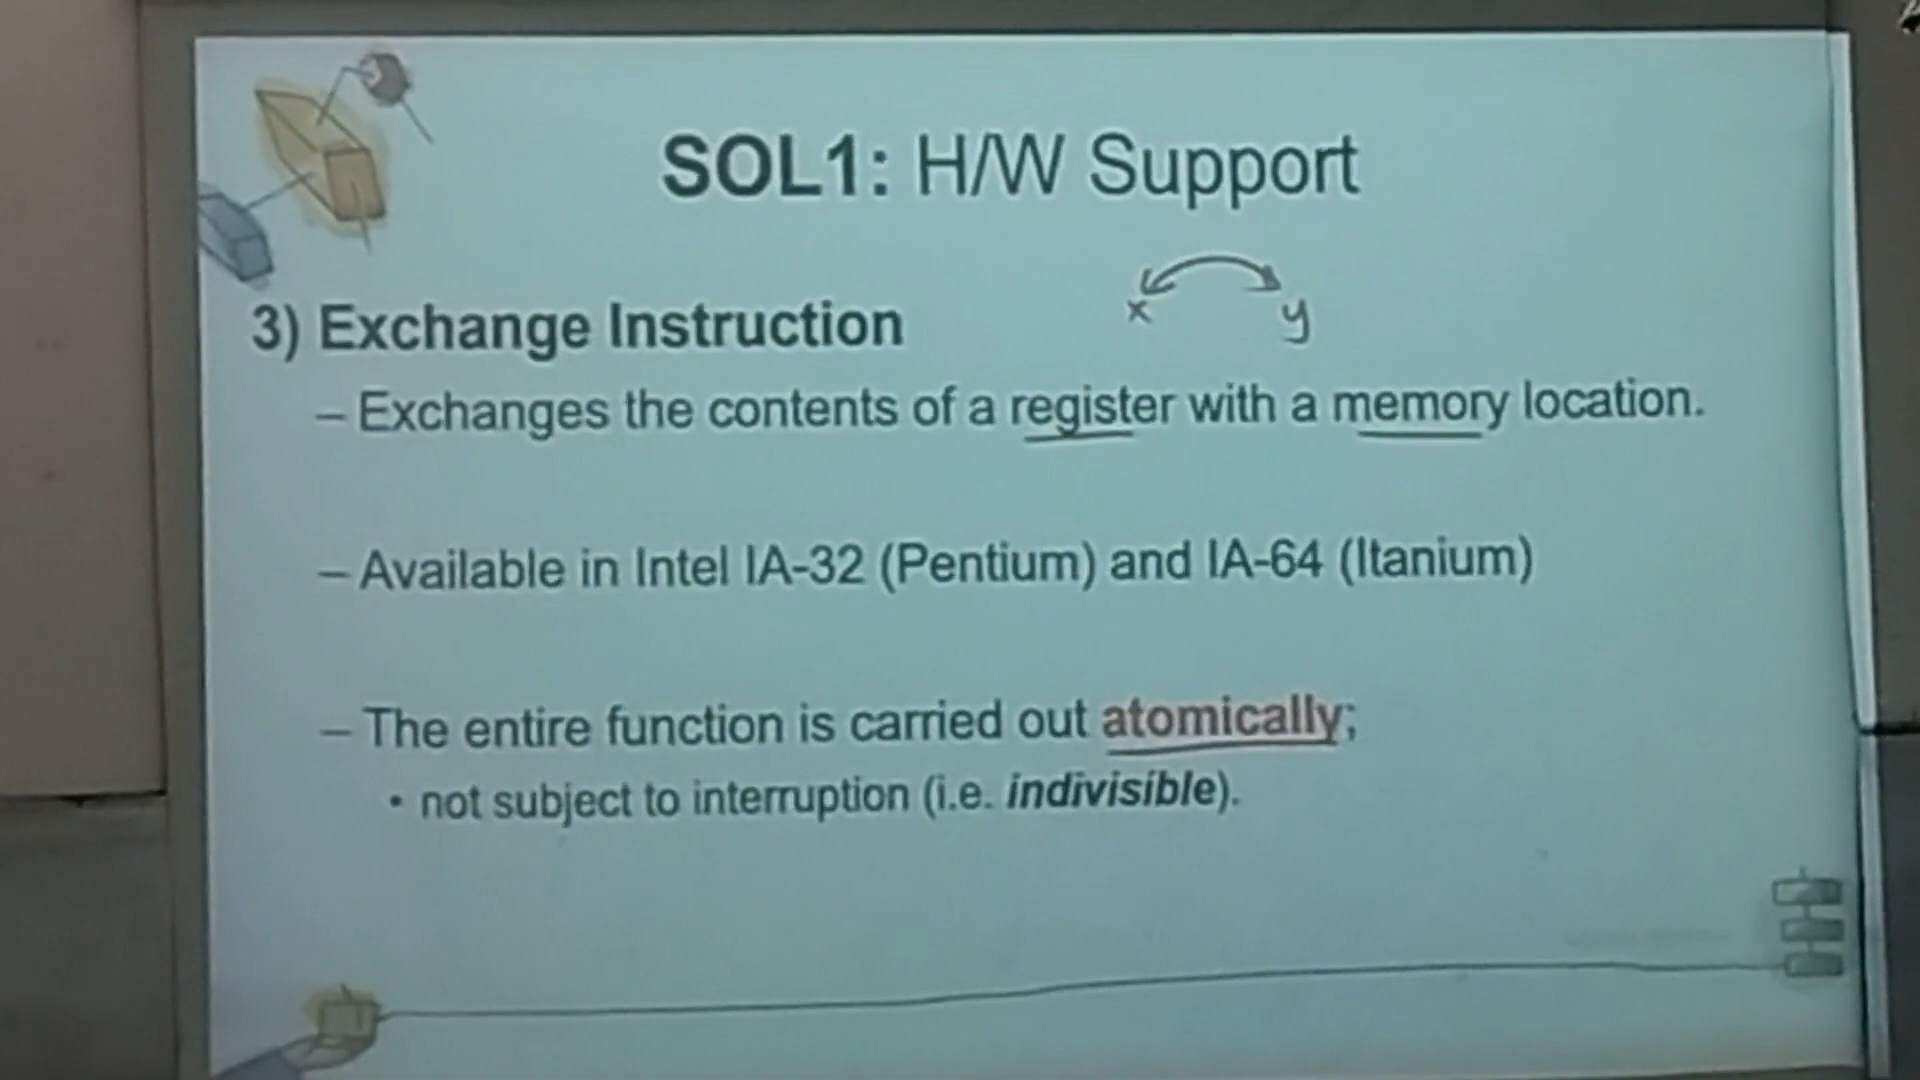 SOL1: H/W Support
x y
3) Exchange Instruction
– Exchanges the contents of a register with a memory location.
– Available in Intel IA-32 (Pentium) and IA-64 (Itanium)
– The entire function is carried out atomically;
• not subject to interruption (i.e. indivisible).